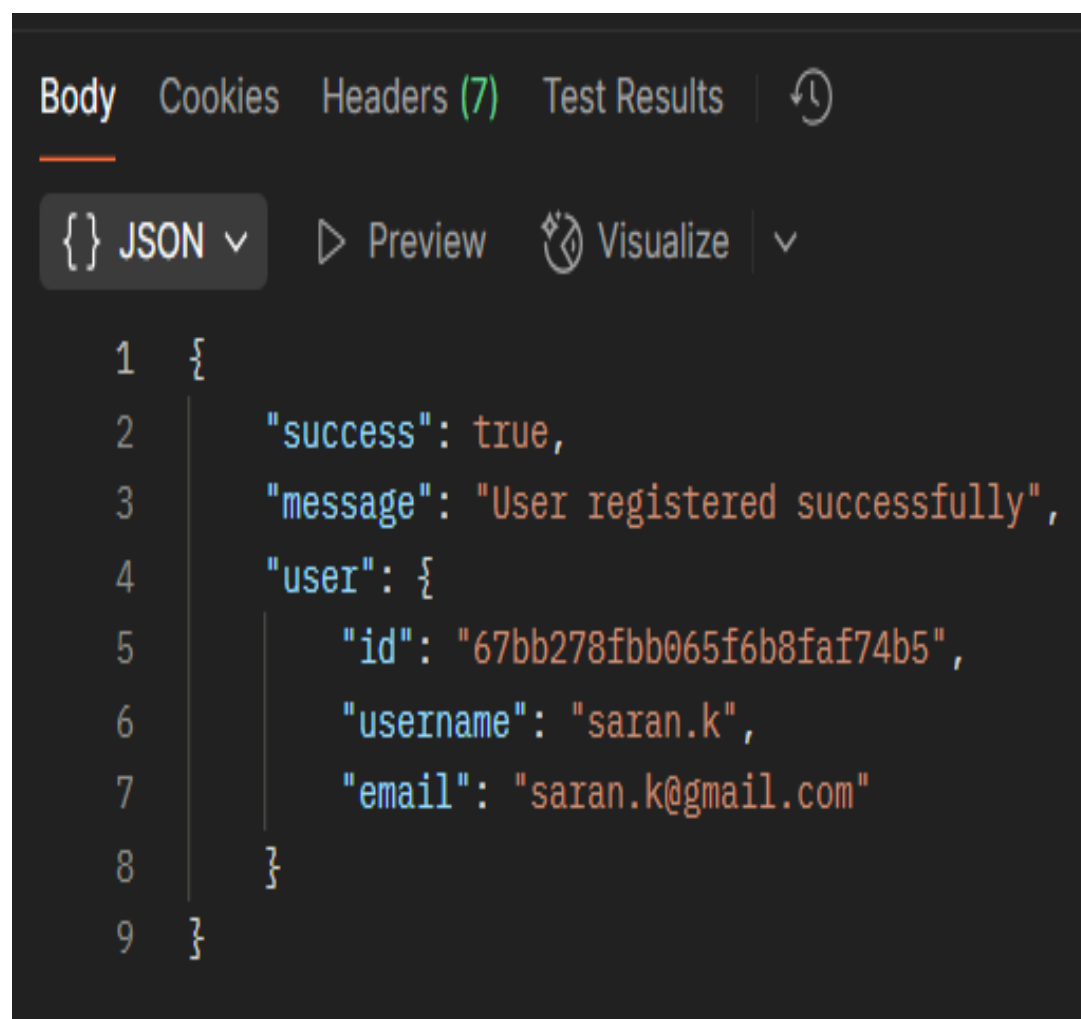 Body Cookies Headers (7) Test Results
{} JSON Preview Visualize
1 {
2 "success": true,
3 "message": "User registered successfully",
4 "user": {
5 "id": "67bb278fbb065f6b8faf74b5",
6 "username": "saran.k",
7 "email": "saran.k@gmail.com"
8 }
9 }